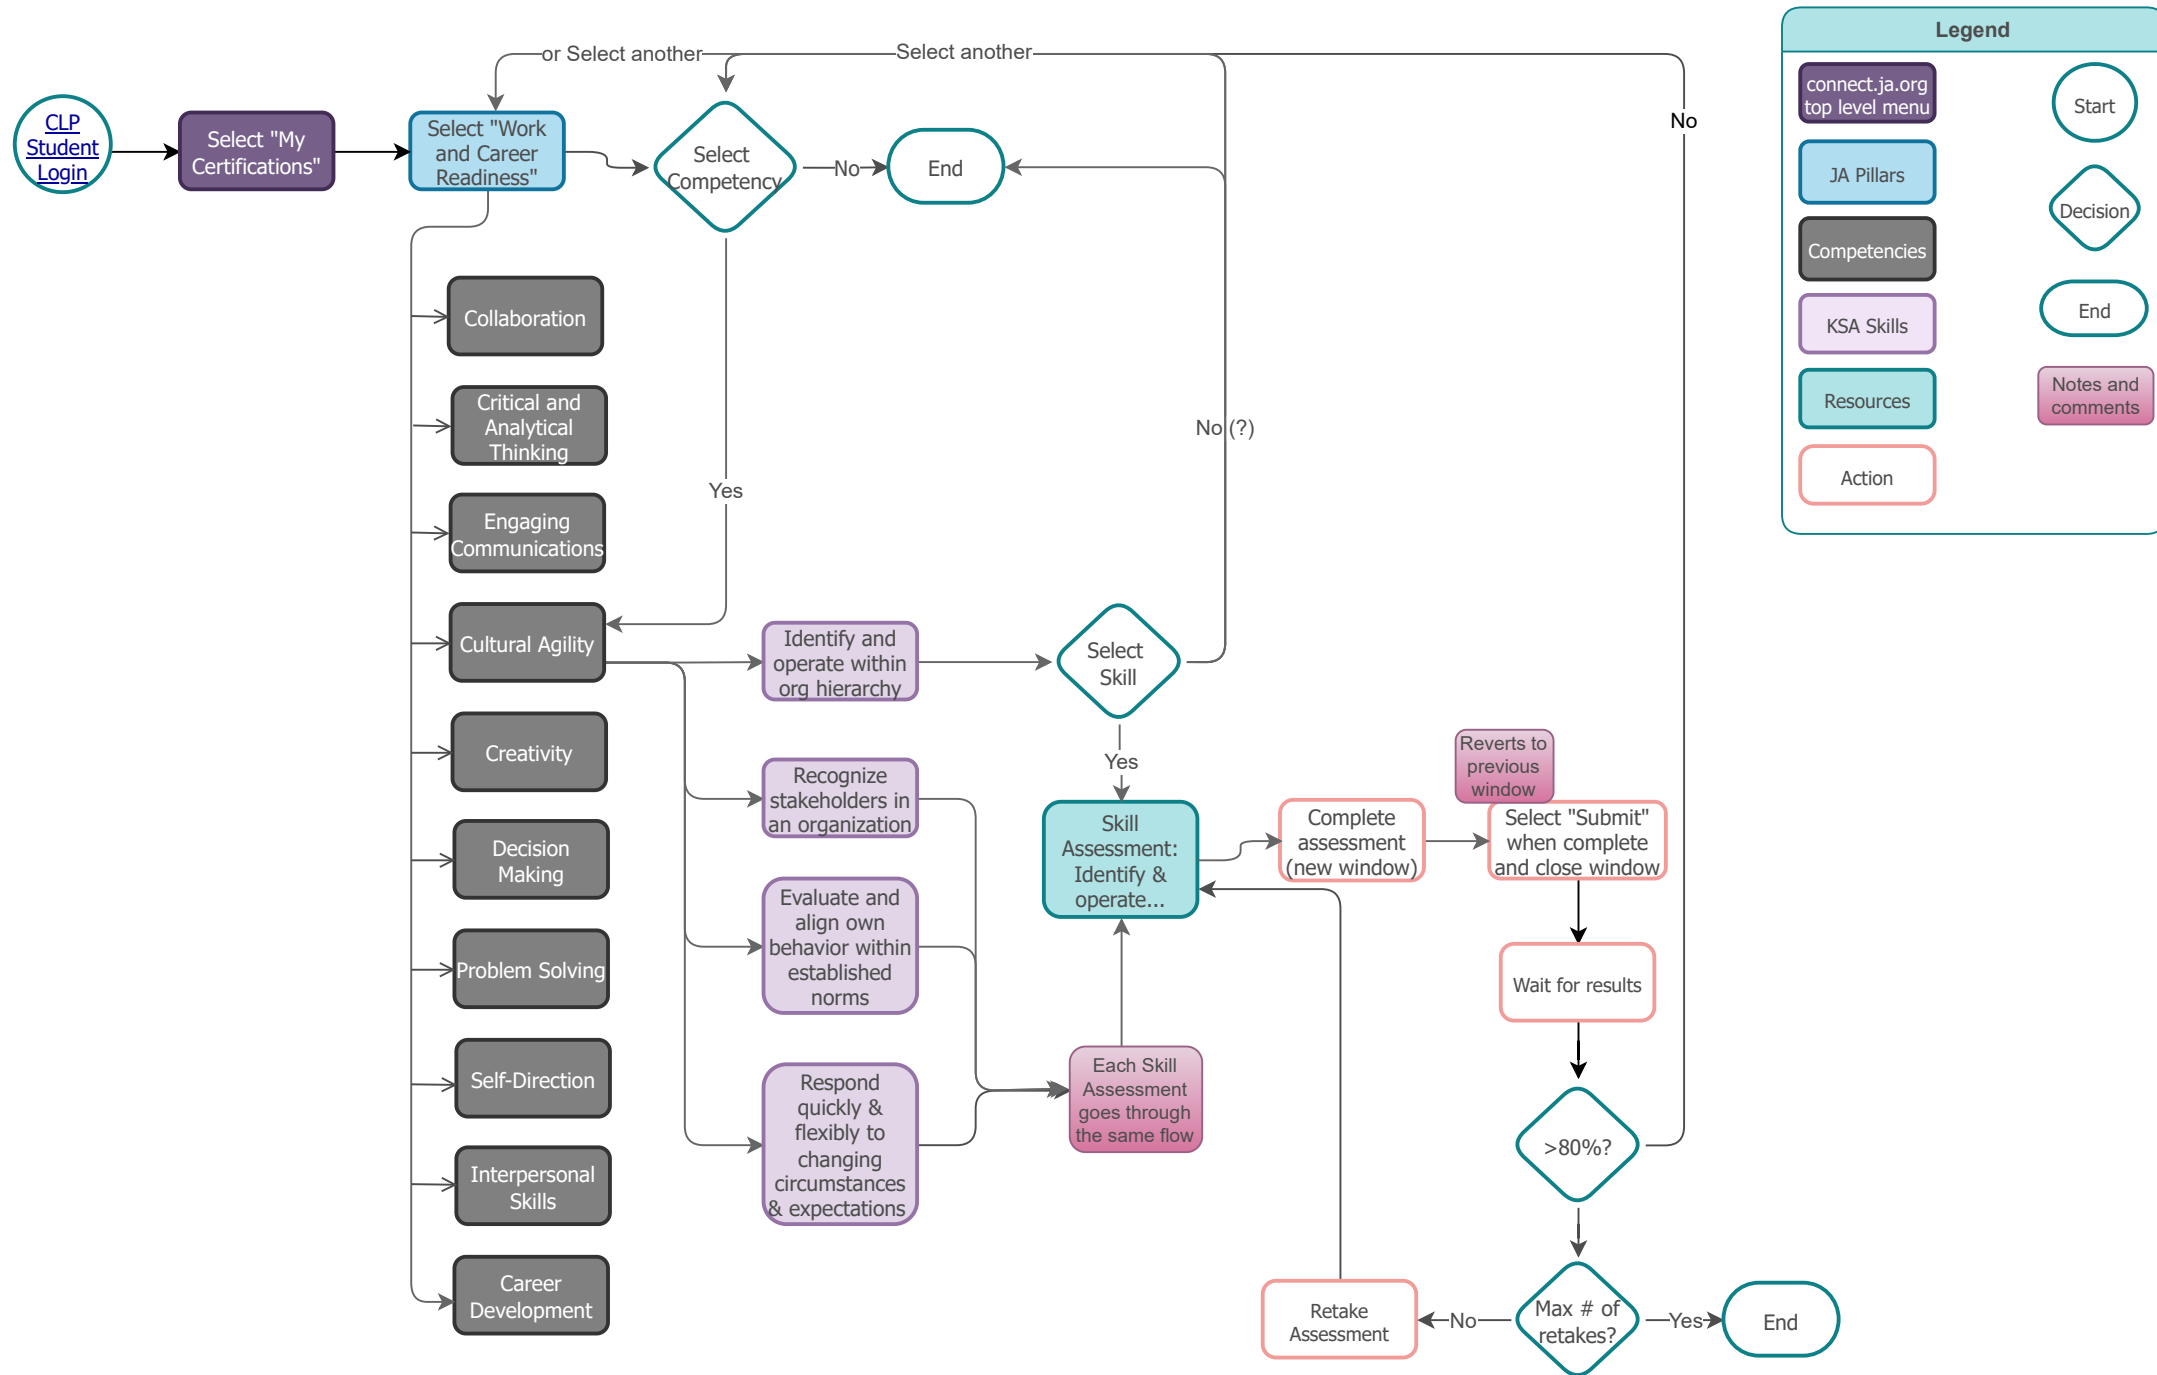 Legend
connect.ja.org
top level menu
JA Pillars
Competencies
KSA Skills
Resources
Action
Start
Decision
End
Notes and
comments
or Select another
Select another
CLP
Student
Login
Select "My
Certifications"
Select "Work
and Career
Readiness"
Select
Competency
No
End
No
Yes
No (?)
Collaboration
Critical and
Analytical
Thinking
Engaging
Communications
Cultural Agility
Creativity
Decision
Making
Problem Solving
Self-Direction
Interpersonal
Skills
Career
Development
Identify and
operate within
org hierarchy
Recognize
stakeholders in
an organization
Evaluate and
align own
behavior within
established
norms
Respond
quickly &
flexibly to
changing
circumstances
& expectations
Select
Skill
Yes
Skill
Assessment:
Identify &
operate...
Each Skill
Assessment
goes through
the same flow
Complete
assessment
(new window)
Reverts to
previous
window
Select "Submit"
when complete
and close window
Wait for results
>80%?
Max # of
retakes?
No
Retake
Assessment
Yes
End